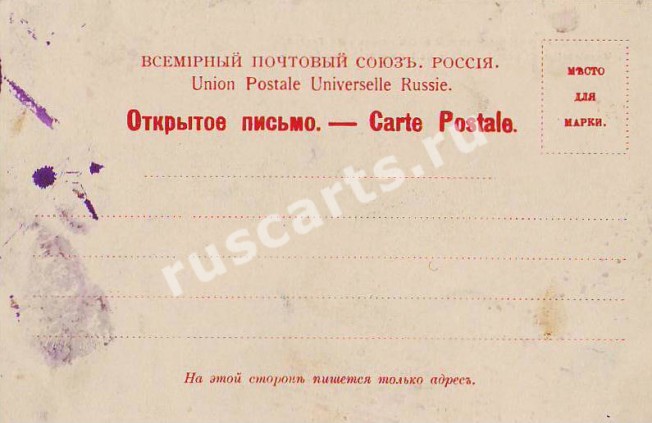 ВСЕМІРНЫЙ ПОЧТОВЫЙ СОЮЗЪ. РОССІЯ.
Union Postale Universelle Russie.
Открытое письмо. — Carte Postale.
МѢСТО
ДЛЯ
МАРКИ.
ruscarts.ru
На этой сторонѣ пишется только адресъ.